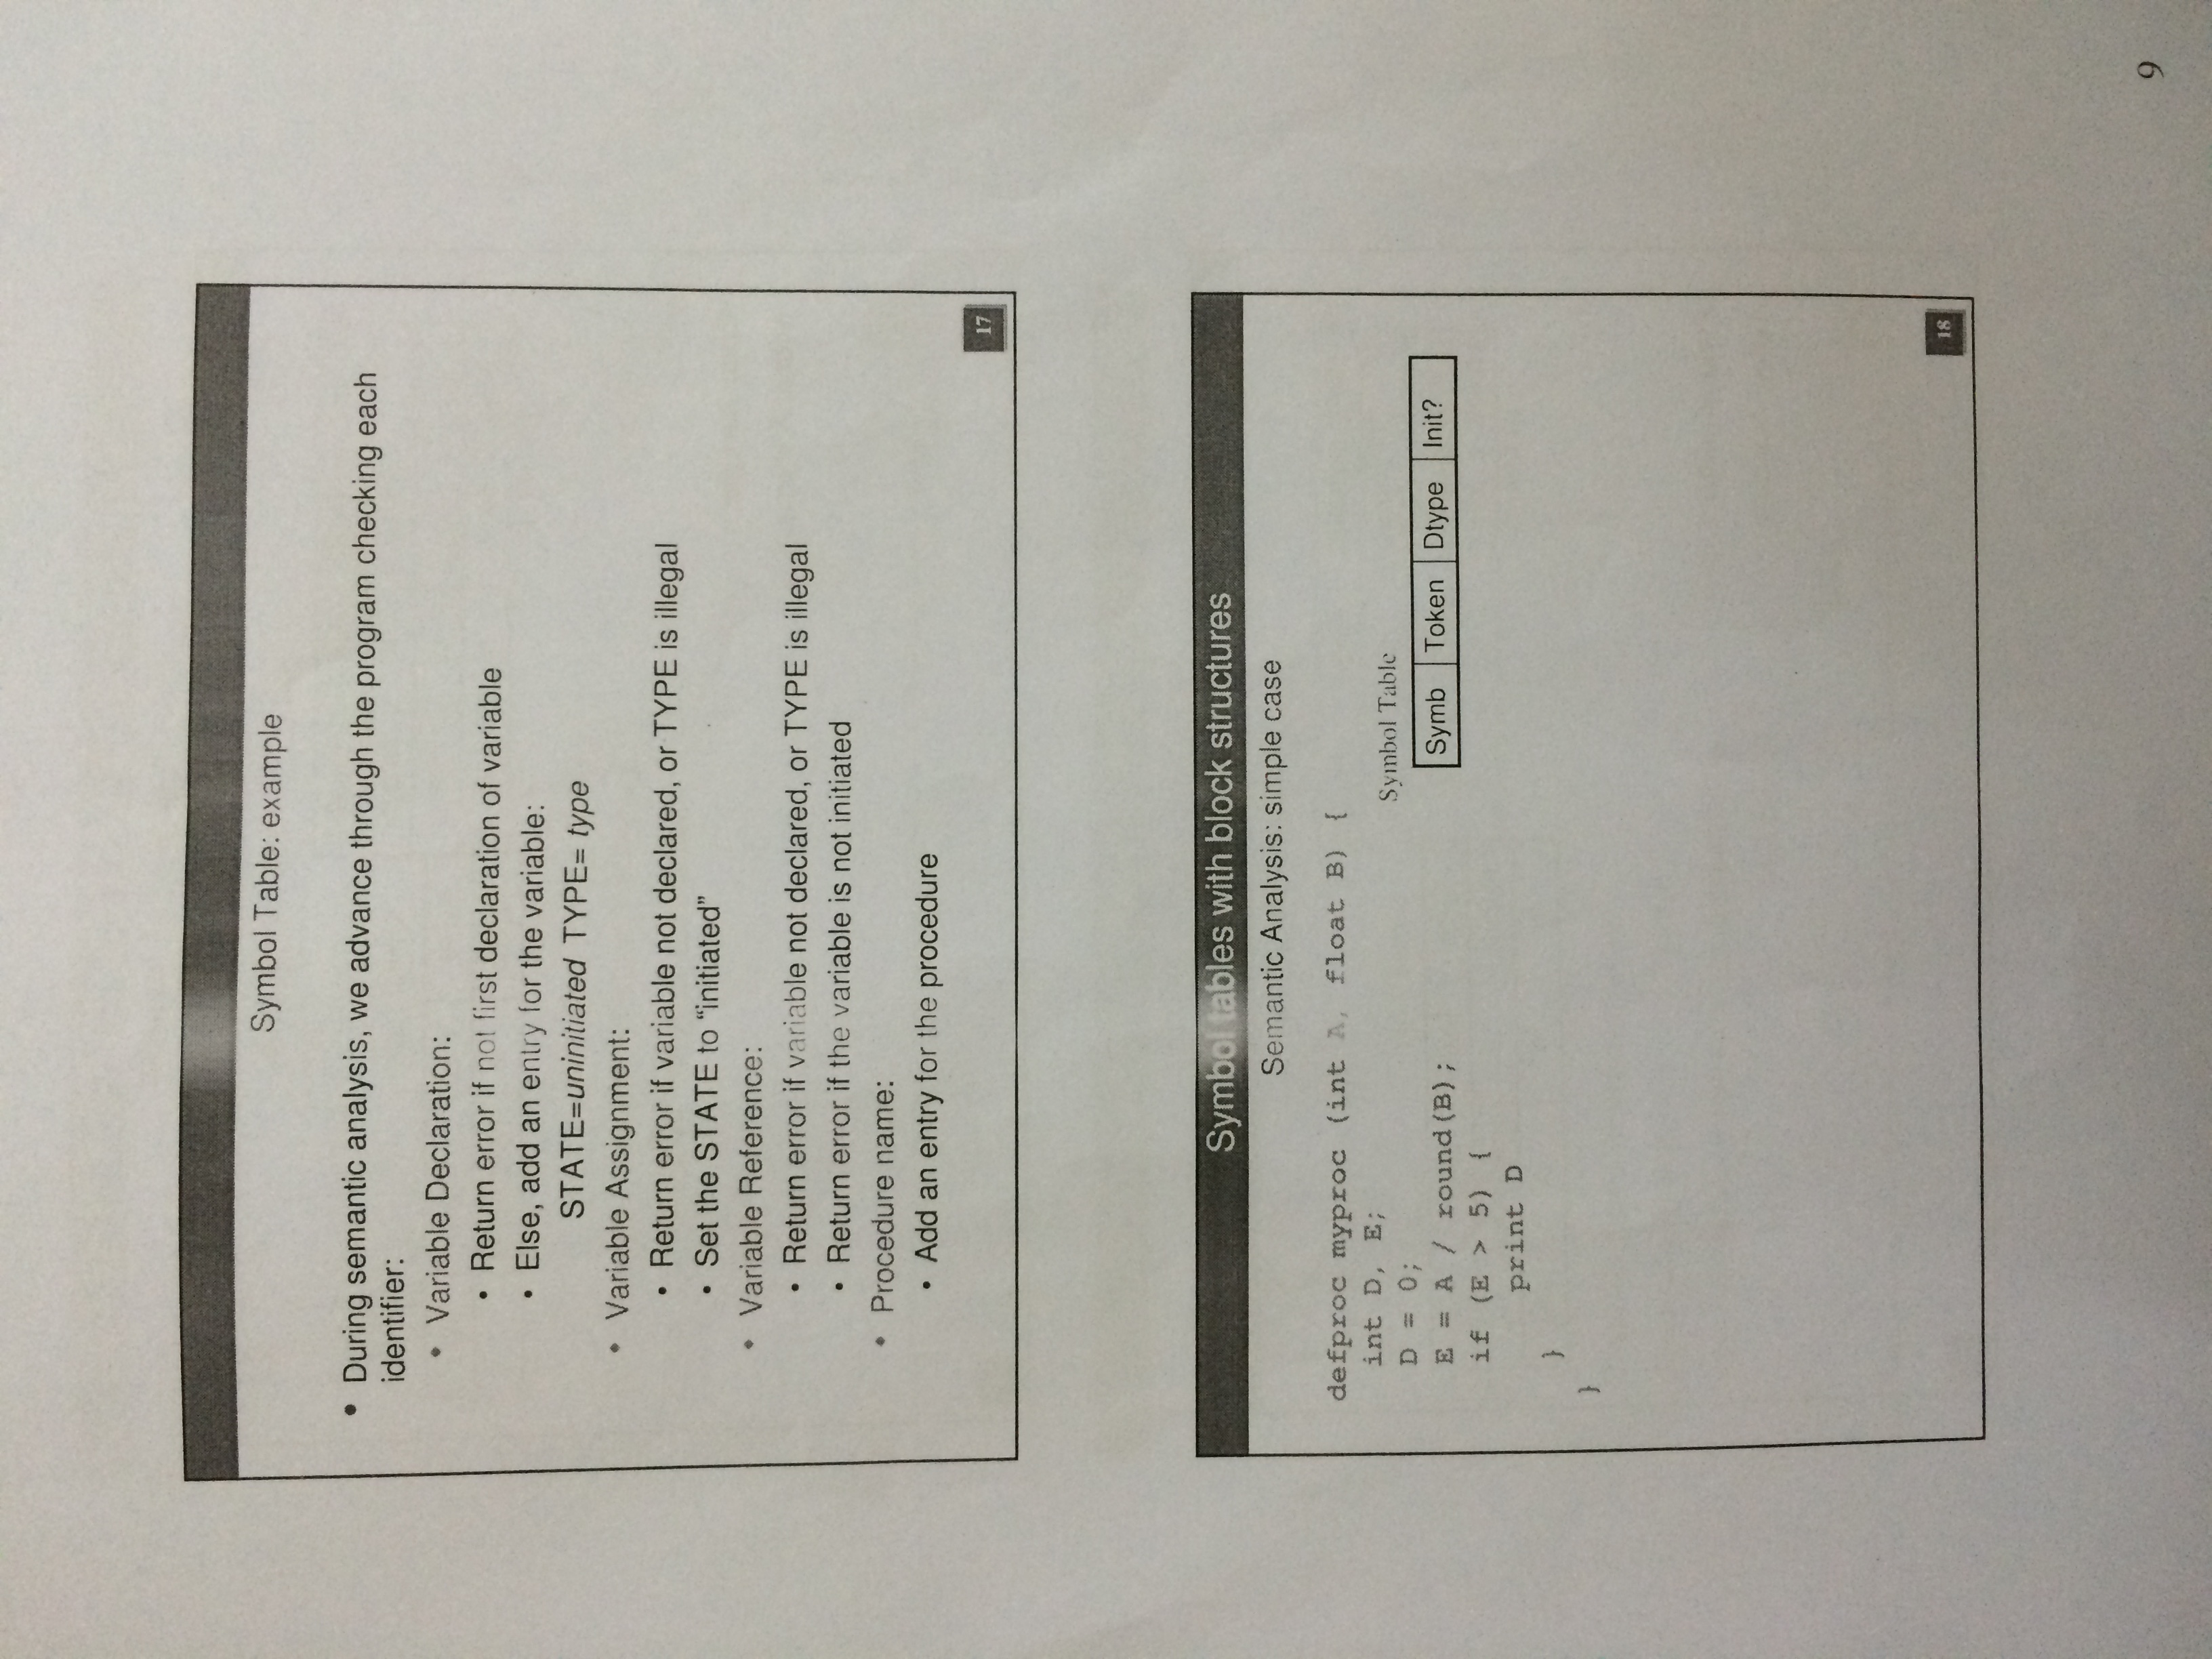 Symbol Table: example
• During semantic analysis, we advance through the program checking each
identifier:
• Variable Declaration:
• Return error if not first declaration of variable
• Else, add an entry for the variable:
STATE=uninitiated TYPE= type
• Variable Assignment:
• Return error if variable not declared, or TYPE is illegal
• Set the STATE to “initiated”
• Variable Reference:
• Return error if variable not declared, or TYPE is illegal
• Return error if the variable is not initiated
• Procedure name:
• Add an entry for the procedure
17
Symbol tables with block structures
Semantic Analysis: simple case
defproc myproc (int A, float B) {
int D, E;
D = 0;
E = A / round(B);
if (E > 5) {
print D
}
}
Symbol Table
Symb Token Dtype Init?
18
9